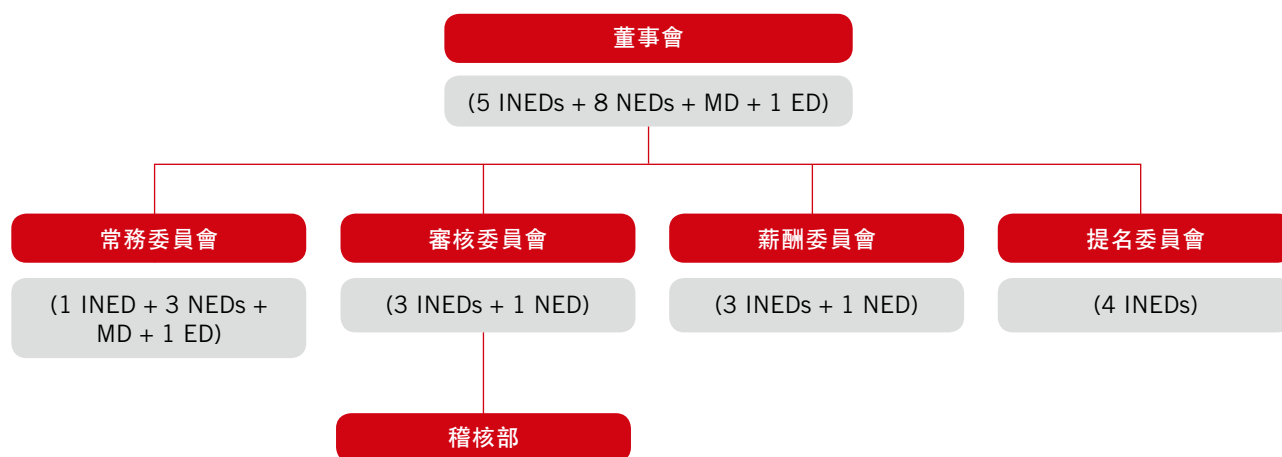 董事會
(5 INEDs + 8 NEDs + MD + 1 ED)
常務委員會
審核委員會
薪酬委員會
提名委員會
(1 INED + 3 NEDs +
MD + 1 ED)
(3 INEDs + 1 NED)
(3 INEDs + 1 NED)
(4 INEDs)
稽核部